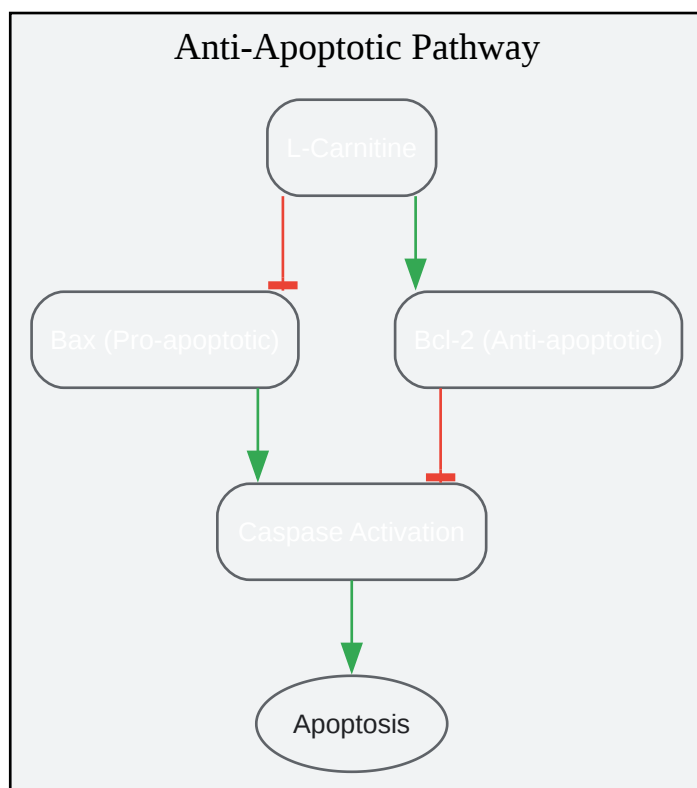 Anti-Apoptotic Pathway
L-Carnitine
Bax (Pro-apoptotic)
Bcl-2 (Anti-apoptotic)
Caspase Activation
Apoptosis